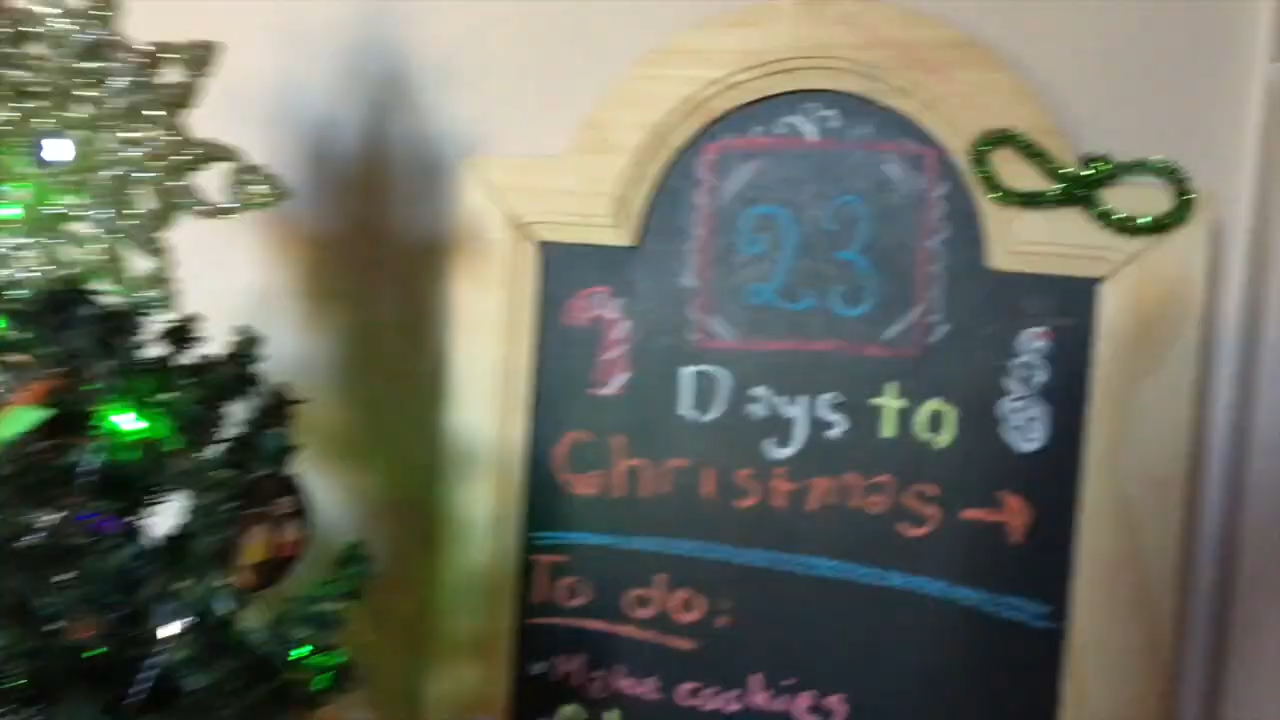 23
Days to
Christmas →
To do:
- Make cookies